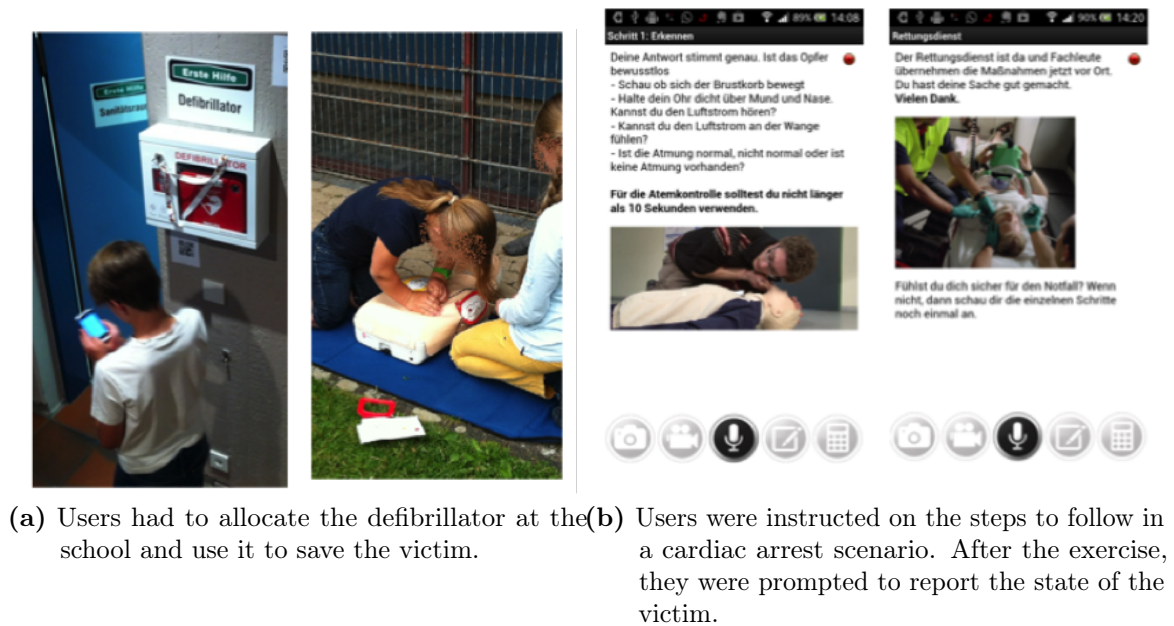 Erste Hilfe
Defibrillator
Erste Hilfe
DEFIBRILLATOR
89% 14:08
Schritt 1: Erkennen
Deine Antwort stimmt genau. Ist das Opfer
bewusstlos
- Schau ob sich der Brustkorb bewegt
- Halte dein Ohr dicht über Mund und Nase.
Kannst du den Luftstrom hören?
- Kannst du den Luftstrom an der Wange
fühlen?
- Ist die Atmung normal, nicht normal oder ist
keine Atmung vorhanden?
Für die Atemkontrolle solltest du nicht länger
als 10 Sekunden verwenden.
90% 14:20
Rettungsdienst
Der Rettungsdienst ist da und Fachleute
übernehmen die Maßnahmen jetzt vor Ort.
Du hast deine Sache gut gemacht.
Vielen Dank.
Fühlst du dich sicher für den Notfall? Wenn
nicht, dann schau dir die einzelnen Schritte
noch einmal an.
(a) Users had to allocate the defibrillator at the
school and use it to save the victim.
(b) Users were instructed on the steps to follow in
a cardiac arrest scenario. After the exercise,
they were prompted to report the state of the
victim.